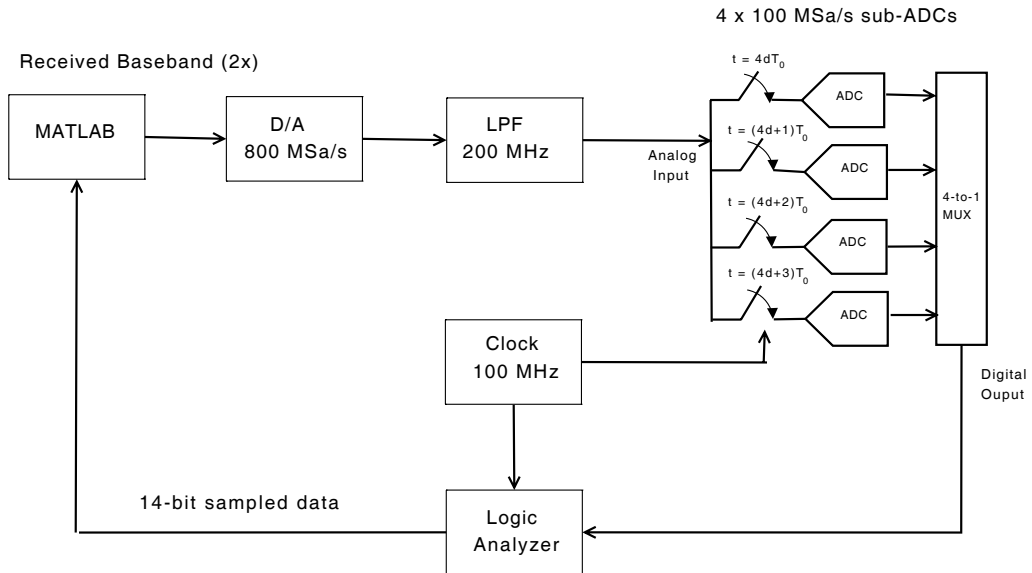 4 x 100 MSa/s sub-ADCs
Received Baseband (2x)
MATLAB
D/A
800 MSa/s
LPF
200 MHz
Analog
Input
t = 4dT0
ADC
t = (4d+1)T0
ADC
t = (4d+2)T0
ADC
t = (4d+3)T0
ADC
4-to-1
MUX
Clock
100 MHz
Digital
Ouput
14-bit sampled data
Logic
Analyzer